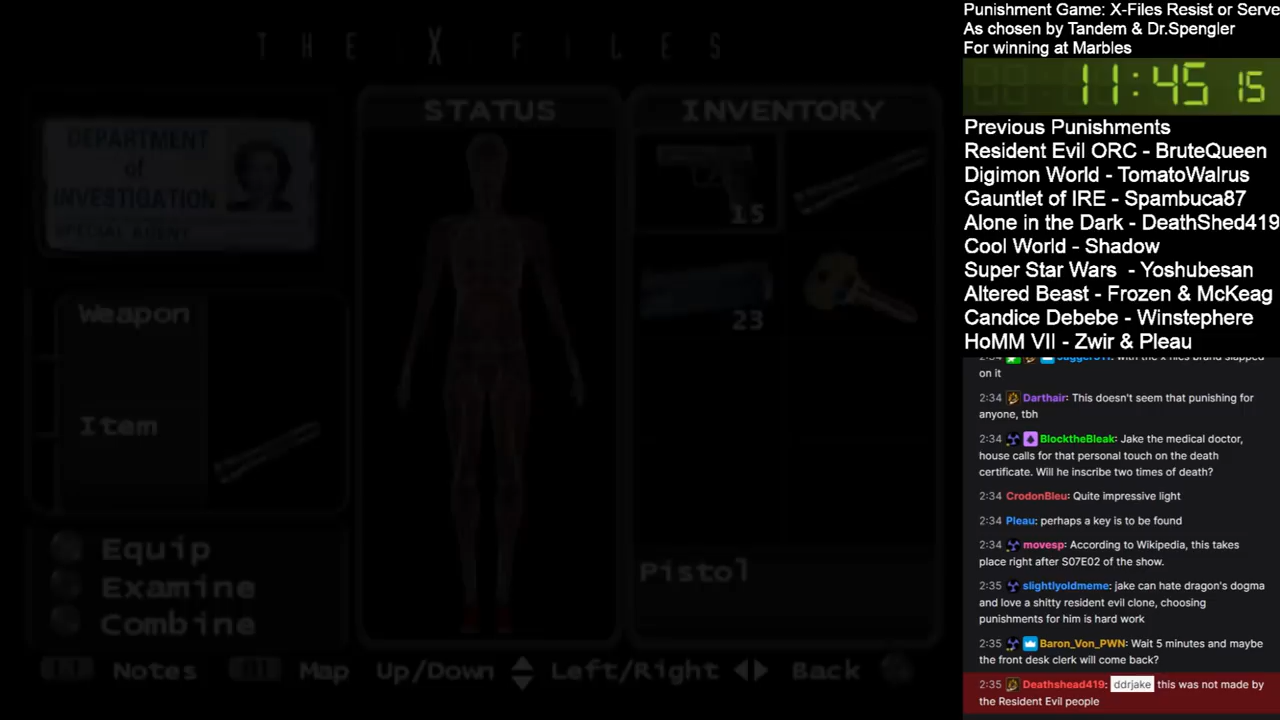 THE X FILES
DEPARTMENT
of
INVESTIGATION
SPECIAL AGENT
Weapon
Item
Equip
Examine
Combine
STATUS
INVENTORY
15
23
Pistol
Notes
Map
Up/Down
Left/Right
Back
Punishment Game: X-Files Resist or Serve
As chosen by Tandem & Dr.Spengler
For winning at Marbles
11:45 15
Previous Punishments
Resident Evil ORC - BruteQueen
Digimon World - TomatoWalrus
Gauntlet of IRE - Spambuca87
Alone in the Dark - DeathShed419
Cool World - Shadow
Super Star Wars - Yoshubesan
Altered Beast - Frozen & McKeag
Candice Debebe - Winstephere
HoMM VII - Zwir & Pleau
on it
2:34 Darthair: This doesn't seem that punishing for
anyone, tbh
2:34 BlocktheBleak: Jake the medical doctor,
house calls for that personal touch on the death
certificate. Will he inscribe two times of death?
2:34 CrodonBleu: Quite impressive light
2:34 Pleau: perhaps a key is to be found
2:34 movesp: According to Wikipedia, this takes
place right after S07E02 of the show.
2:35 slightlyoldmeme: jake can hate dragon's dogma
and love a shitty resident evil clone, choosing
punishments for him is hard work
2:35 Baron_Von_PWN: Wait 5 minutes and maybe
the front desk clerk will come back?
2:35 Deathshead419: ddrjake this was not made by
the Resident Evil people